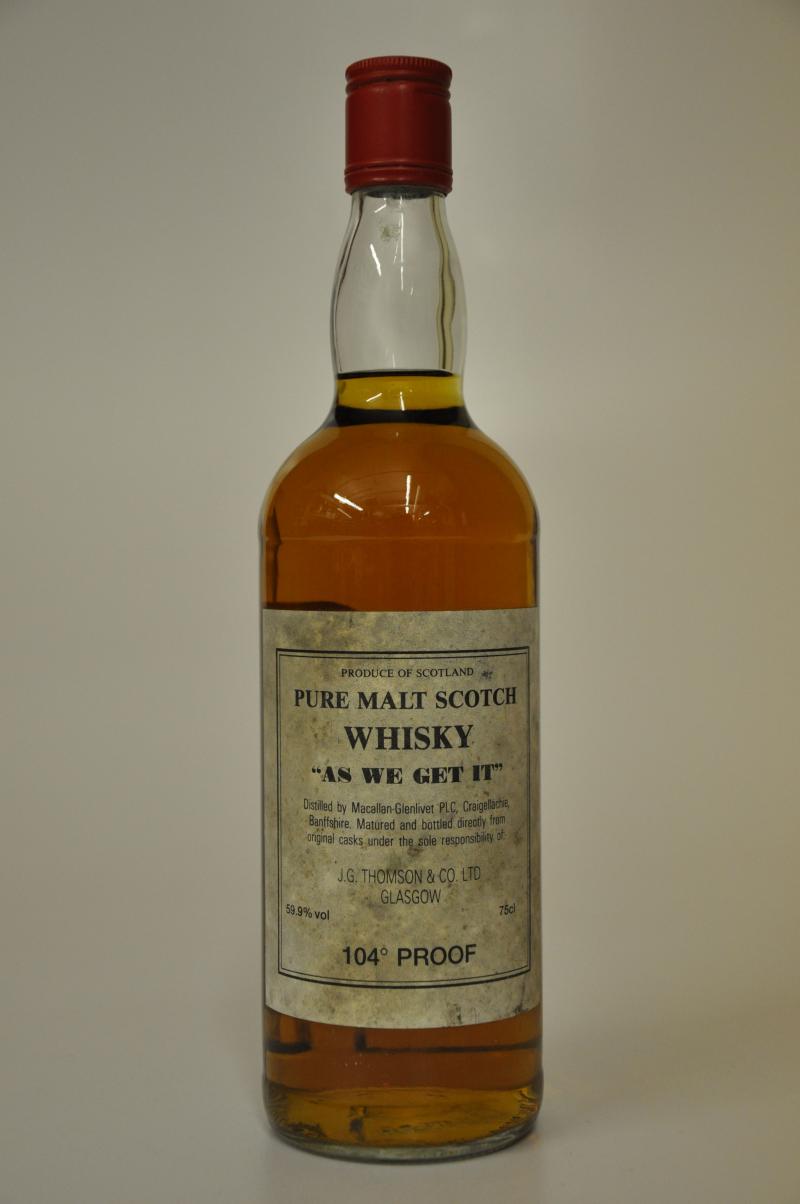 PRODUCE OF SCOTLAND
PURE MALT SCOTCH
WHISKY
"AS WE GET IT"
Distilled by Macallan-Glenlivet PLC, Craigellachie,
Banffshire. Matured and bottled directly from
original casks under the sole responsibility of:
J.G. THOMSON & CO. LTD
GLASGOW
59.9% vol 75cl
104° PROOF